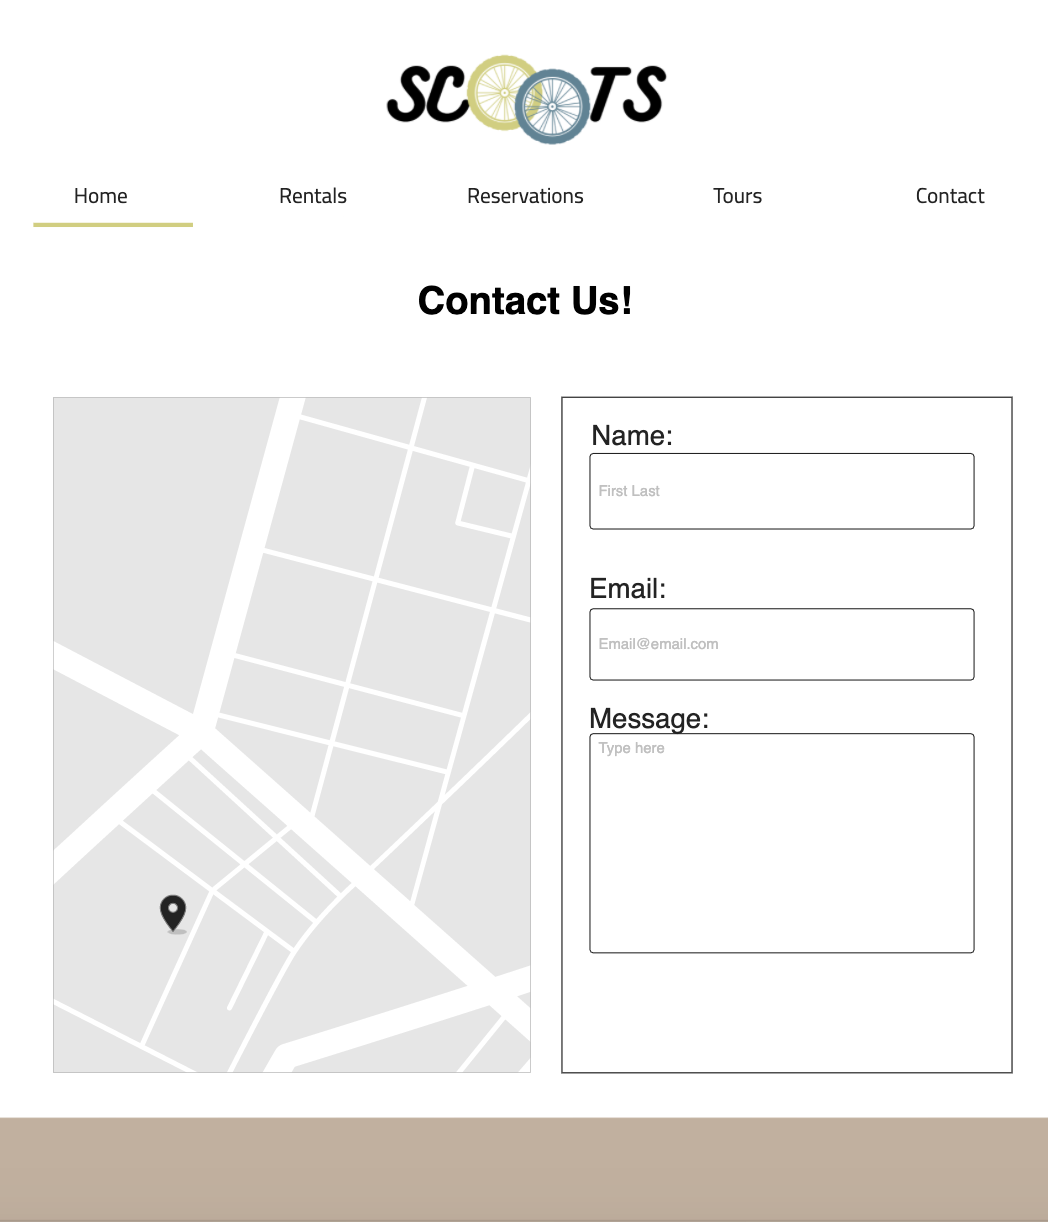 SCOOTS
Home Rentals Reservations Tours Contact
Contact Us!
Name:
First Last
Email:
Email@email.com
Message:
Type here